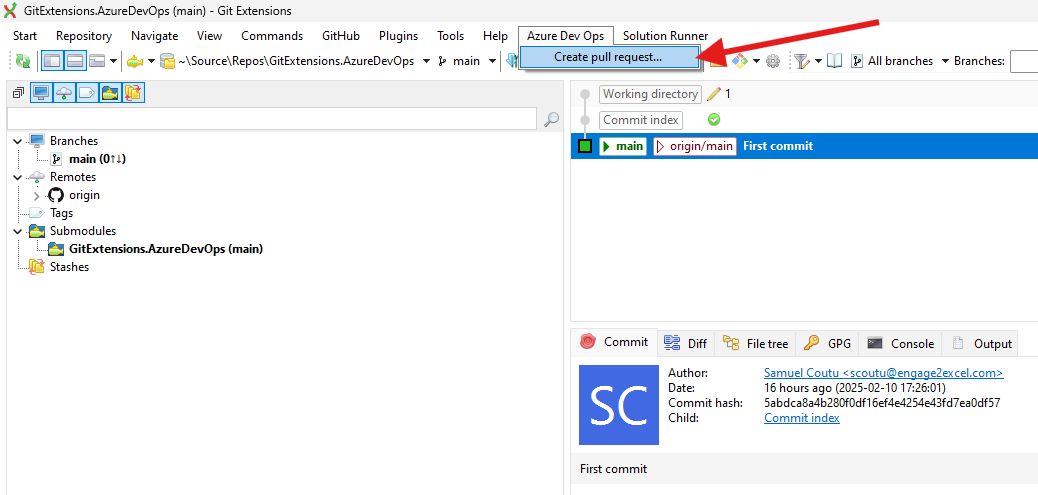 GitExtensions.AzureDevOps (main) - Git Extensions
Start Repository Navigate View Commands GitHub Plugins Tools Help Azure Dev Ops Solution Runner
Create pull request...
~\Source\Repos\GitExtensions.AzureDevOps main All branches Branches:
Branches
main (0↑↓)
Remotes
origin
Tags
Submodules
GitExtensions.AzureDevOps (main)
Stashes
Working directory 1
Commit index
main origin/main First commit
Commit Diff File tree GPG Console Output
SC
Author: Samuel Coutu <scoutu@engage2excel.com>
Date: 16 hours ago (2025-02-10 17:26:01)
Commit hash: 5abdca8a4b280f0df16ef4e4254e43fd7ea0df57
Child: Commit index
First commit